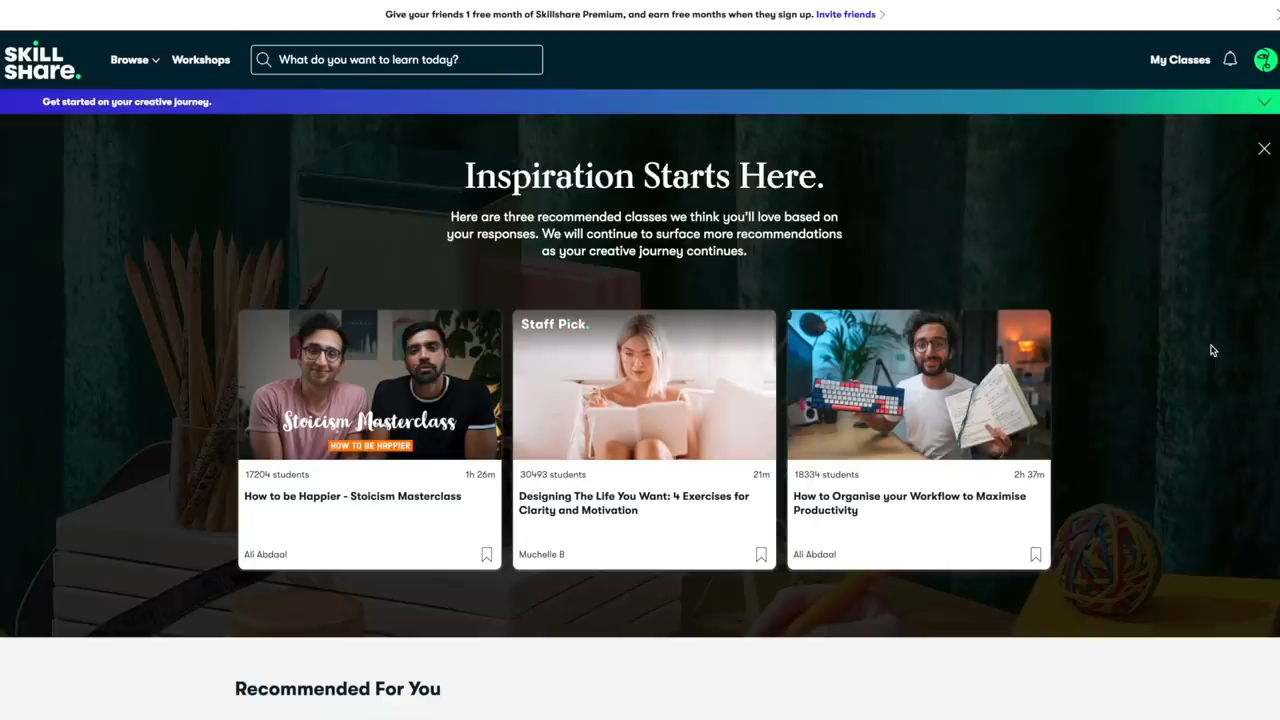 Give your friends 1 free month of Skillshare Premium, and earn free months when they sign up. Invite friends
SKILL
SHARE.
Browse
Workshops
What do you want to learn today?
My Classes
Get started on your creative journey.
Inspiration Starts Here.
Here are three recommended classes we think you'll love based on
your responses. We will continue to surface more recommendations
as your creative journey continues.
Stoicism Masterclass
HOW TO BE HAPPIER
17204 students
1h 26m
How to be Happier - Stoicism Masterclass
Ali Abdaal
Staff Pick.
30493 students
21m
Designing The Life You Want: 4 Exercises for
Clarity and Motivation
Muchelle B
18334 students
2h 37m
How to Organise your Workflow to Maximise
Productivity
Ali Abdaal
Recommended For You